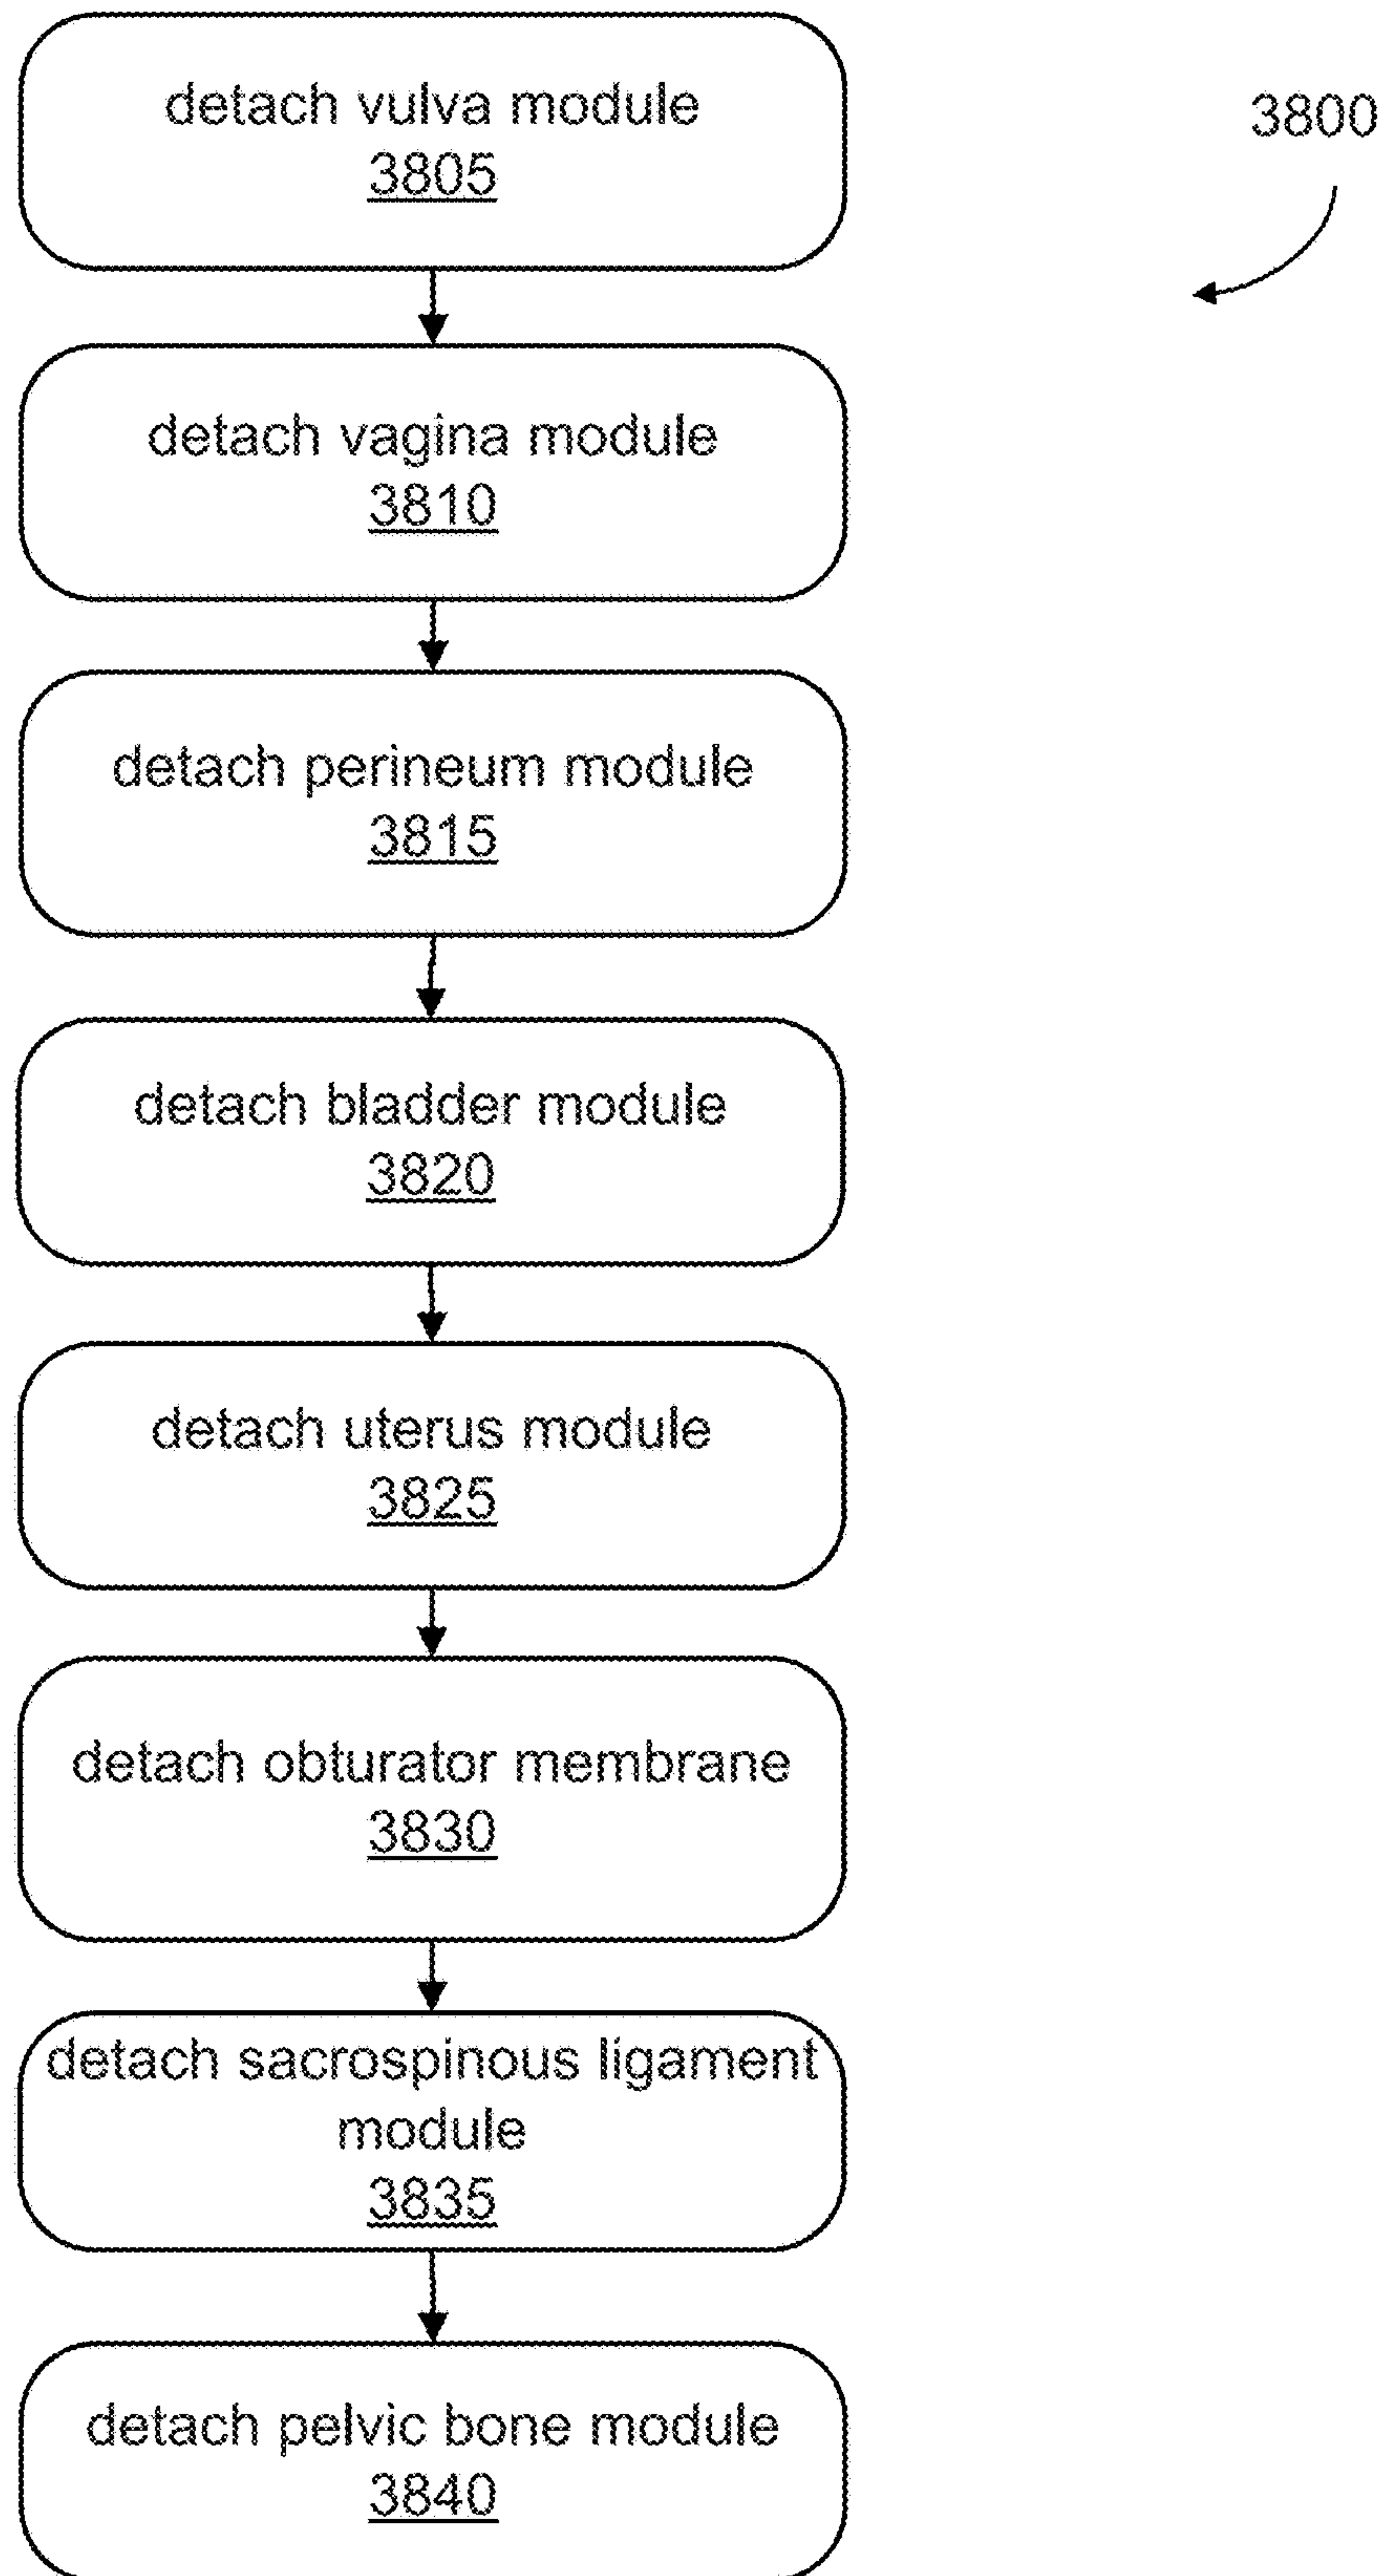 detach vulva module
3805
3800
detach vagina module
3810
detach perineum module
3815
detach bladder module
3820
detach uterus module
3825
detach obturator membrane
3830
detach sacrospinous ligament
module
3835
detach pelvic bone module
3840